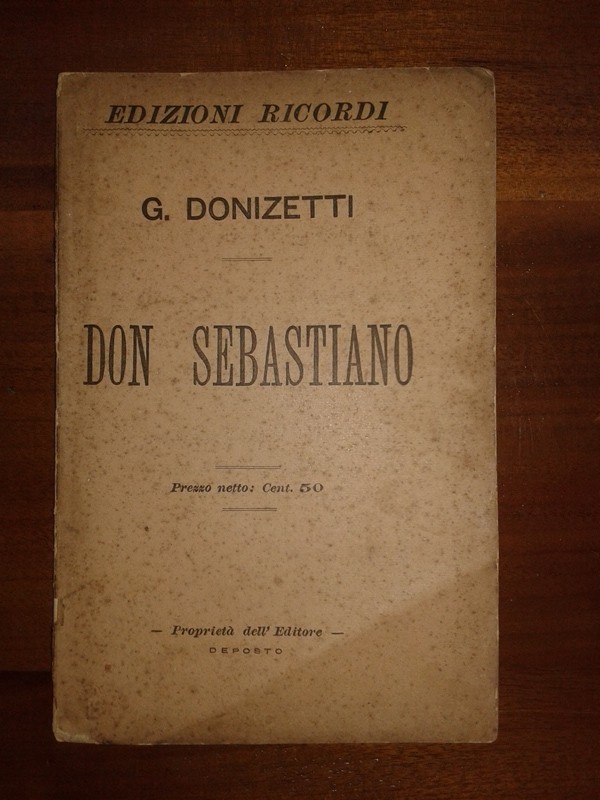 EDIZIONI RICORDI
G. DONIZETTI
DON SEBASTIANO
Prezzo netto: Cent. 50
— Proprietà dell' Editore —
DEPOSTO